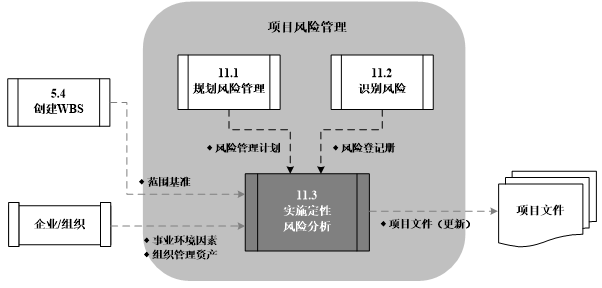 项目风险管理
11.1
规划风险管理
11.2
识别风险
5.4
创建WBS
◆ 风险管理计划
◆ 风险登记册
◆ 范围基准
11.3
实施定性
风险分析
企业/组织
◆ 事业环境因素
◆ 组织管理资产
◆ 项目文件（更新）
项目文件